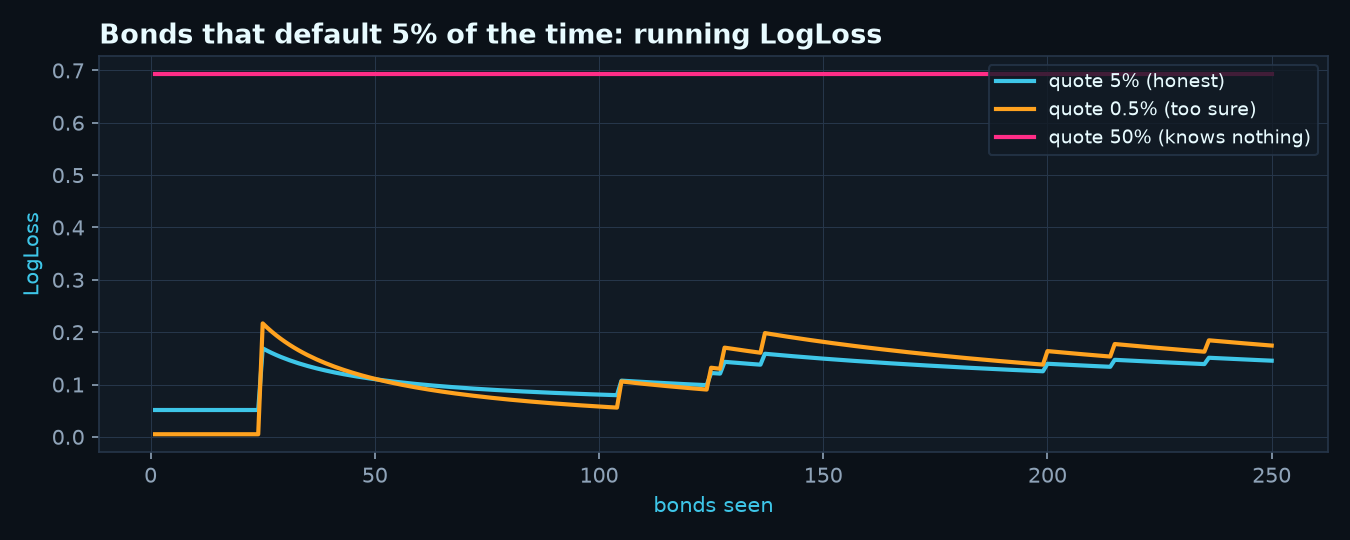 Bonds that default 5% of the time: running LogLoss
LogLoss
0.7
0.6
0.5
0.4
0.3
0.2
0.1
0.0
quote 5% (honest)
quote 0.5% (too sure)
quote 50% (knows nothing)
0
50
100
150
200
250
bonds seen